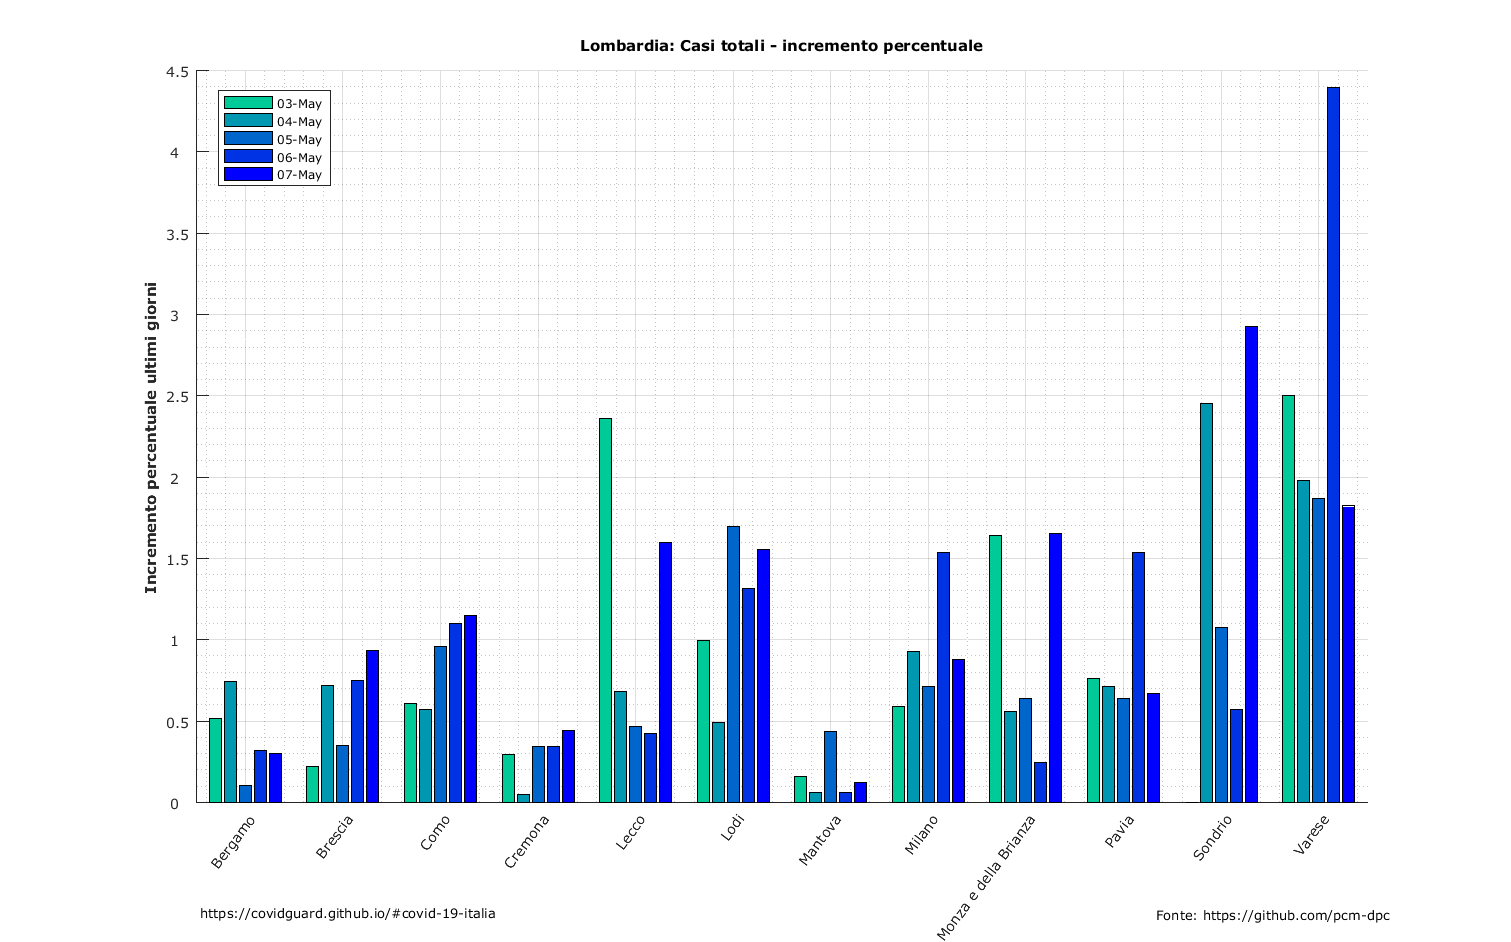 Lombardia: Casi totali - incremento percentuale
4.5
4
3.5
3
2.5
2
1.5
1
0.5
0
Incremento percentuale ultimi giorni
03-May
04-May
05-May
06-May
07-May
Bergamo
Brescia
Como
Cremona
Lecco
Lodi
Mantova
Milano
Monza e della Brianza
Pavia
Sondrio
Varese
https://covidguard.github.io/#covid-19-italia
Fonte: https://github.com/pcm-dpc